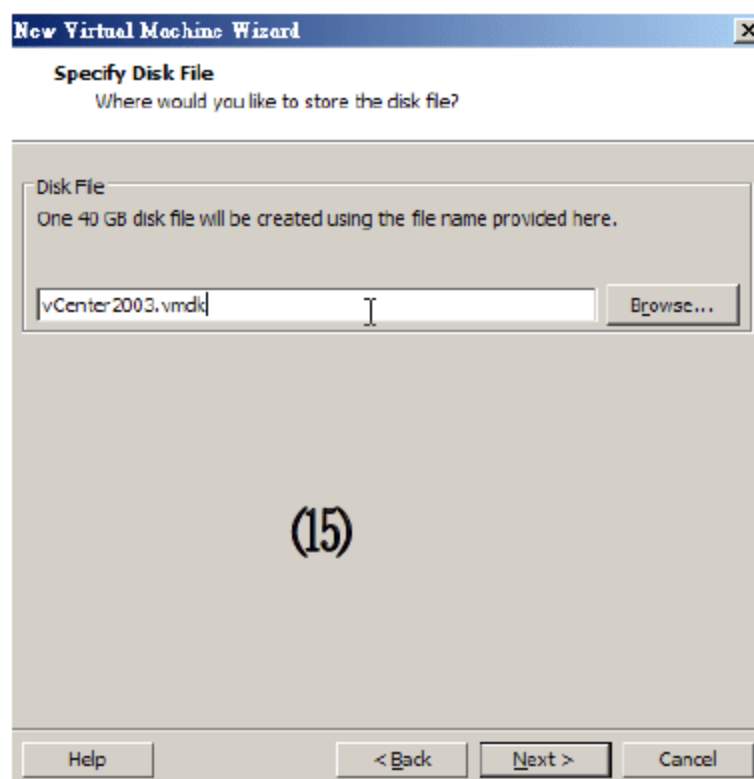 New Virtual Machine Wizard
Specify Disk File
Where would you like to store the disk file?
Disk File
One 40 GB disk file will be created using the file name provided here.
vCenter2003.vmdk
Browse...
(15)
Help
< Back
Next >
Cancel